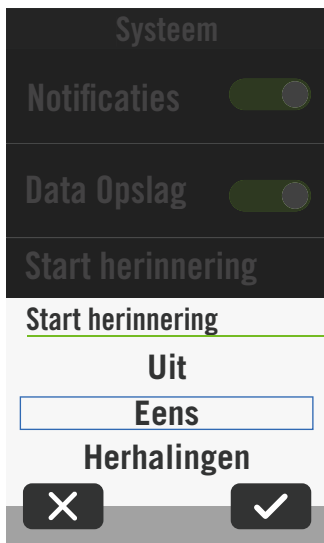 Systeem
Notificaties
Data Opslag
Start herinnering
Start herinnering
Uit
Eens
Herhalingen